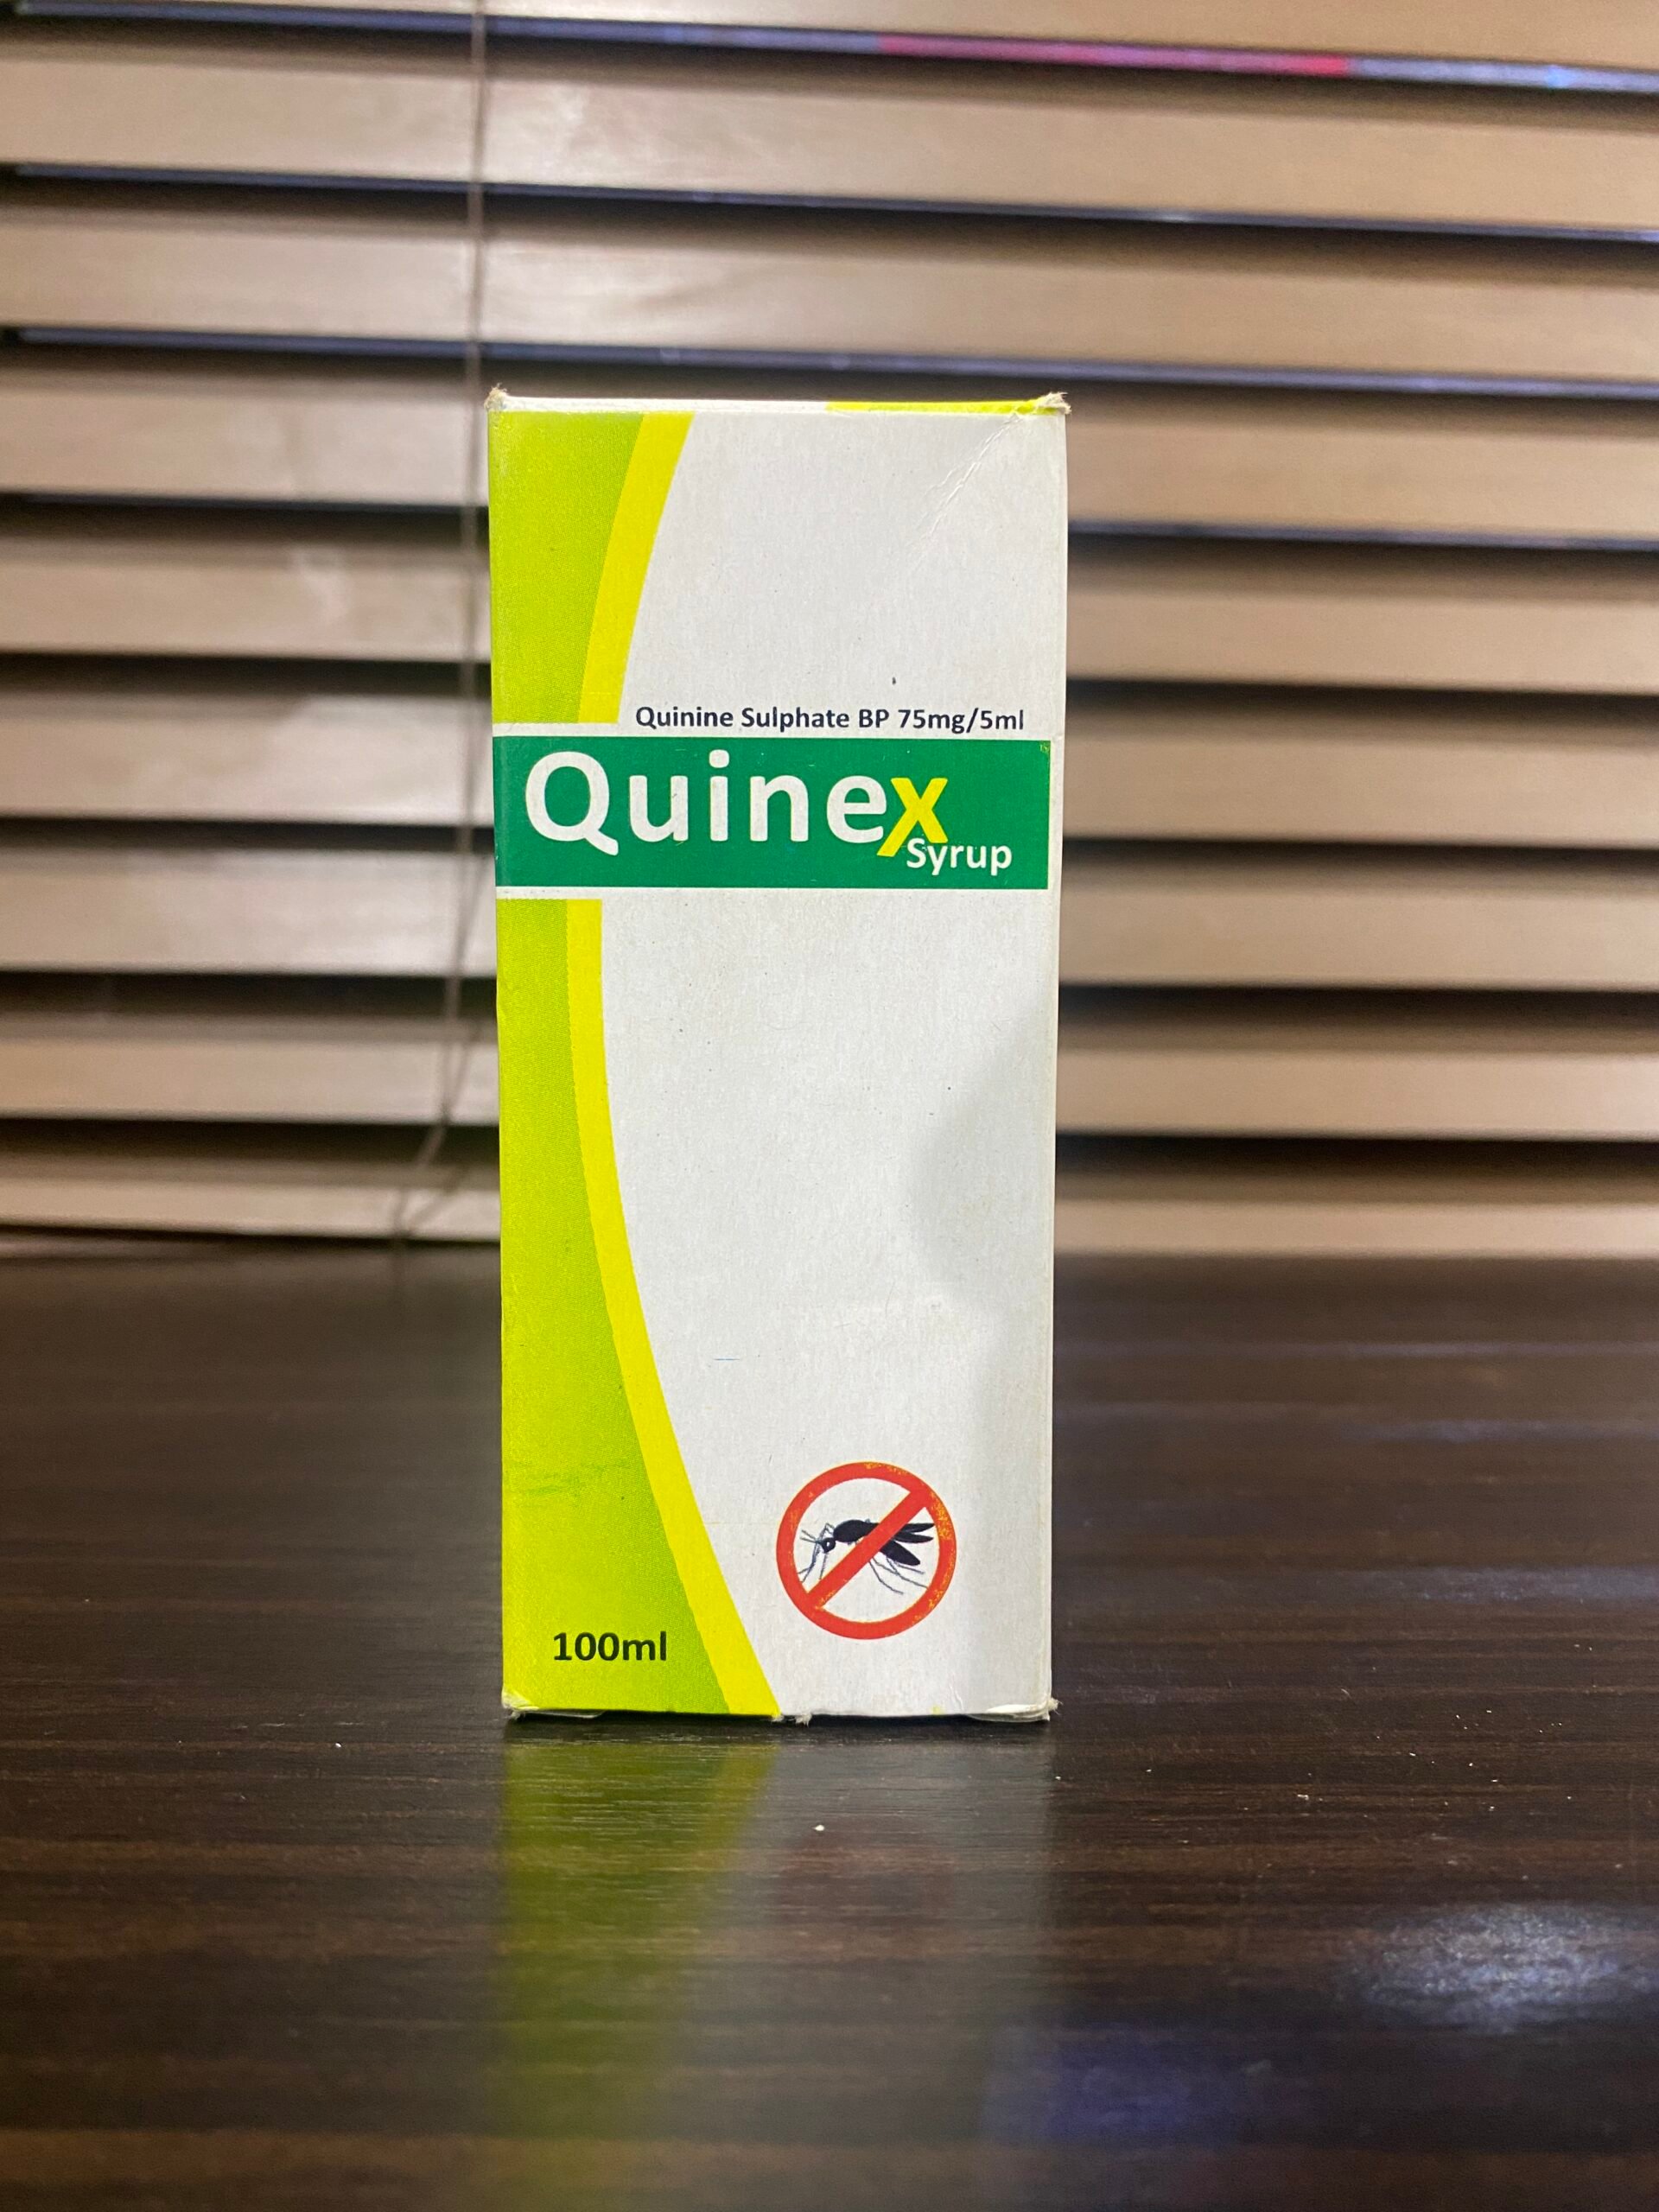 Quinine Sulphate BP 75mg/5ml
Quinex
Syrup
100ml